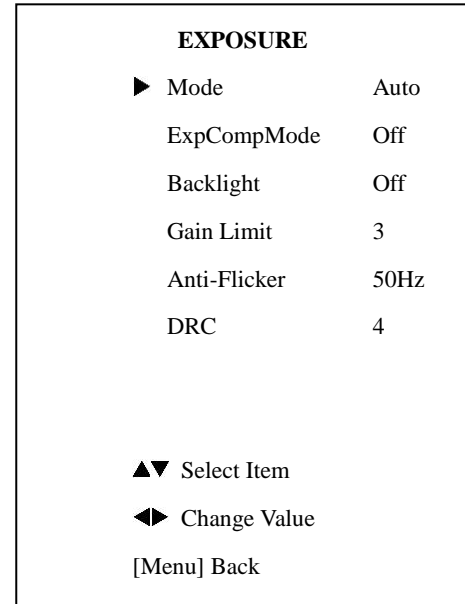 EXPOSURE
▶ Mode Auto
ExpCompMode Off
Backlight Off
Gain Limit 3
Anti-Flicker 50Hz
DRC 4
▲▼ Select Item
◀▶ Change Value
[Menu] Back